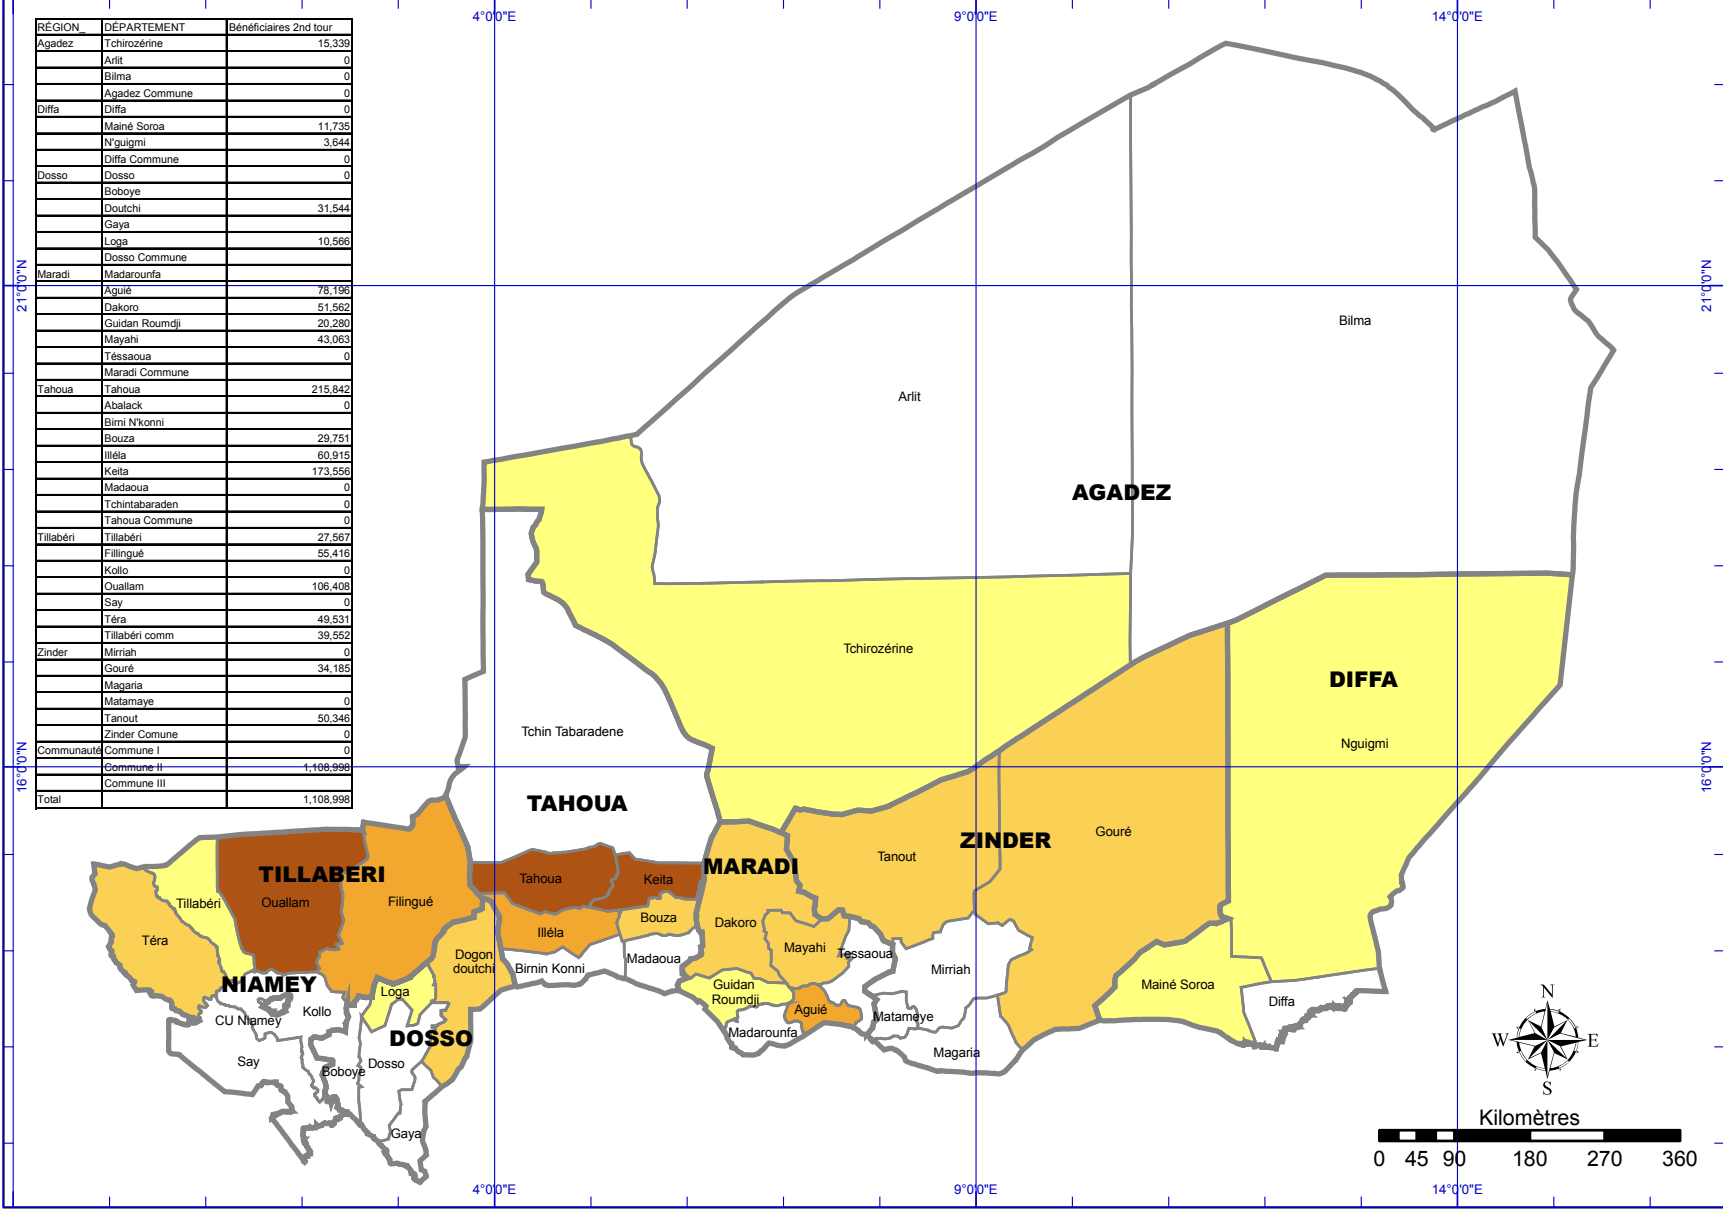 4°0'0"E 9°0'0"E 14°0'0"E
RÉGION_ DÉPARTEMENT Bénéficiaires 2nd tour
Agadez Tchirozérine 15,339
Arlit 0
Bilma 0
Agadez Commune 0
Diffa Diffa 0
Mainé Soroa 11,735
N'guigmi 3,644
Diffa Commune 0
Dosso Dosso 0
Boboye
Doutchi 31,544
Gaya
Loga 10,566
Dosso Commune
Maradi Madarounfa
Aguié 78,196
Dakoro 51,562
Guidan Roumdji 20,280
Mayahi 43,063
Téssaoua 0
Maradi Commune
Tahoua Tahoua 215,842
Abalack 0
Birni N'konni
Bouza 29,751
Illéla 60,915
Keita 173,556
Madaoua 0
Tchintabaraden 0
Tahoua Commune 0
Tillabéri Tillabéri 27,567
Fillingué 55,416
Kollo 0
Ouallam 106,408
Say 0
Téra 49,531
Tillabéri comm 39,552
Zinder Mirriah 0
Gouré 34,185
Magaria
Matamaye 0
Tanout 50,346
Zinder Comune 0
Communauté Commune I 0
Commune II 1,108,998
Commune III
Total 1,108,998
21°0'0"N 21°0'0"N
16°0'0"N 16°0'0"N
Bilma
Arlit
AGADEZ
Tchirozérine
DIFFA
Tchin Tabaradene
Nguigmi
TAHOUA
Gouré
ZINDER
Tanout
MARADI
TILLABERI
Tahoua
Keita
Ouallam
Filingué
Tillabéri
Bouza
Dakoro
Illéla
Téra
Mayahi
Tessaoua
Dogon
doutchi
Madaoua
Birnin Konni
Mirriah
NIAMEY
Guidan
Roumdji
Mainé Soroa
Loga
Diffa
Kollo
Aguié
CU Niamey
Matameye
Madarounfa
DOSSO
Magaria
Say
Dosso
Boboye
Gaya
N
W E
S
Kilomètres
0 45 90 180 270 360
4°0'0"E 9°0'0"E 14°0'0"E